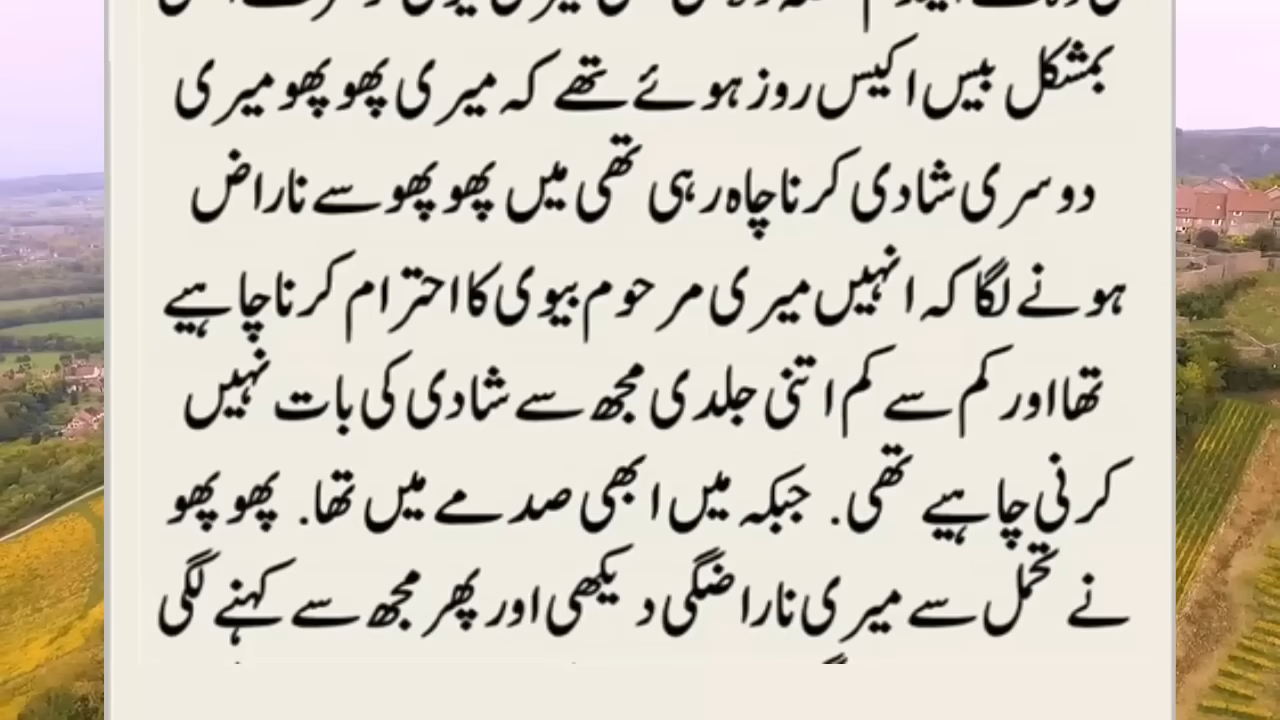 بمشکل بیس اکیس روز ہوئے تھے کہ میری پھوپھو میری
دوسری شادی کرنا چاہ رہی تھی میں پھوپھو سے ناراض
ہونے لگا کہ انہیں میری مرحوم بیوی کا احترام کرنا چاہیے
تھا اور کم سے کم اتنی جلدی مجھ سے شادی کی بات نہیں
کرنی چاہیے تھی. جبکہ میں ابھی صدمے میں تھا. پھوپھو
نے تحمل سے میری ناراضگی دیکھی اور پھر مجھ سے کہنے لگی